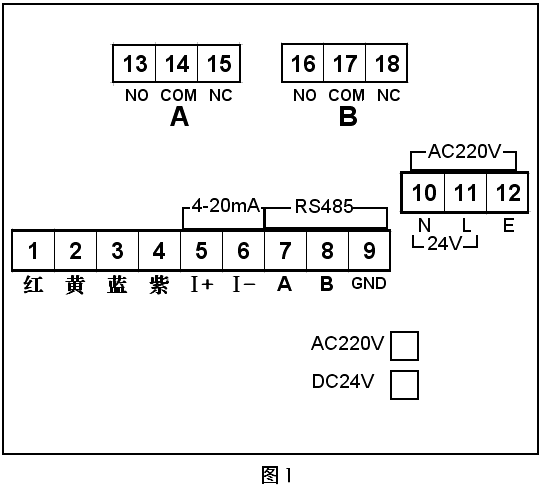 13 14 15 16 17 18
NO COM NC NO COM NC
A B
AC220V
10 11 12
N L E
24V
4-20mA RS485
1 2 3 4 5 6 7 8 9
红 黄 蓝 紫 I+ I- A B GND
AC220V
DC24V
图1